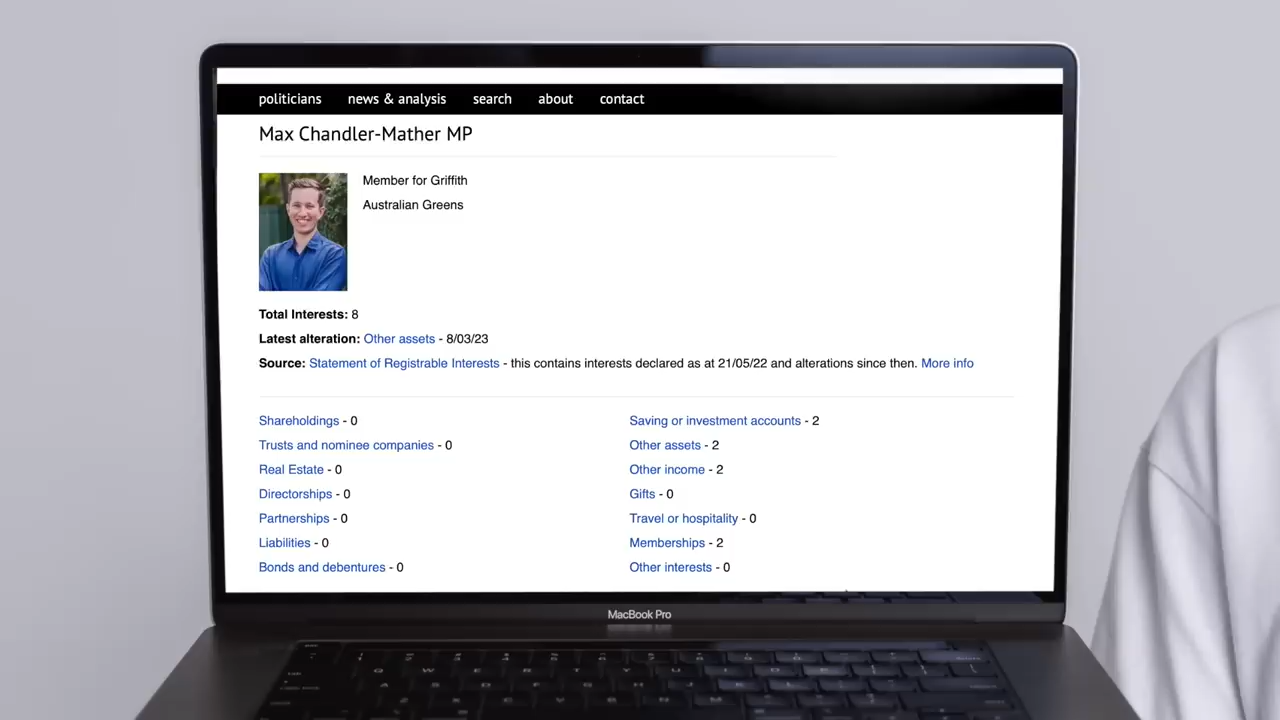 politicians news & analysis search about contact
Max Chandler-Mather MP
Member for Griffith
Australian Greens
Total Interests: 8
Latest alteration: Other assets - 8/03/23
Source: Statement of Registrable Interests - this contains interests declared as at 21/05/22 and alterations since then. More info
Shareholdings - 0
Trusts and nominee companies - 0
Real Estate - 0
Directorships - 0
Partnerships - 0
Liabilities - 0
Bonds and debentures - 0
Saving or investment accounts - 2
Other assets - 2
Other income - 2
Gifts - 0
Travel or hospitality - 0
Memberships - 2
Other interests - 0
MacBook Pro